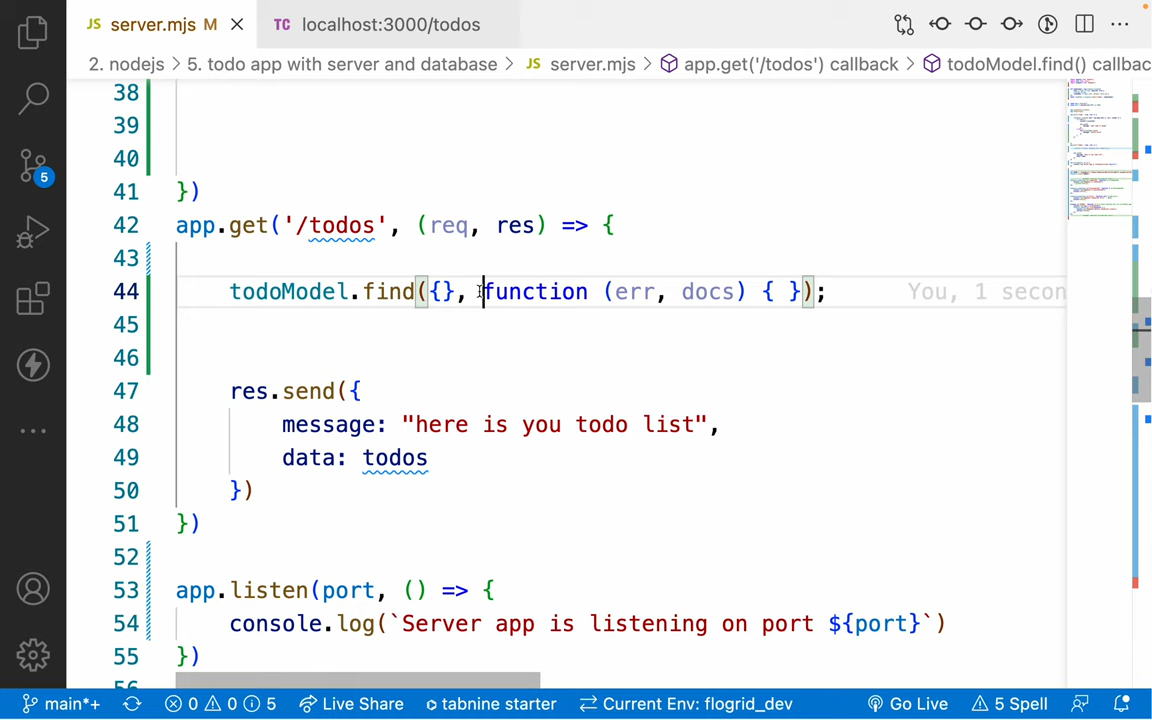 JS server.mjs M
TC localhost:3000/todos
2. nodejs > 5. todo app with server and database > JS server.mjs > app.get('/todos') callback > todoModel.find() callbac
38
39
40
41 })
42 app.get('/todos', (req, res) => {
43
44 todoModel.find({}, function (err, docs) { }); You, 1 secon
45
46
47 res.send({
48 message: "here is you todo list",
49 data: todos
50 })
51 })
52
53 app.listen(port, () => {
54 console.log(`Server app is listening on port ${port}`)
55 })
56
5
main*+ 0 0 5 Live Share tabnine starter Current Env: flogrid_dev Go Live 5 Spell